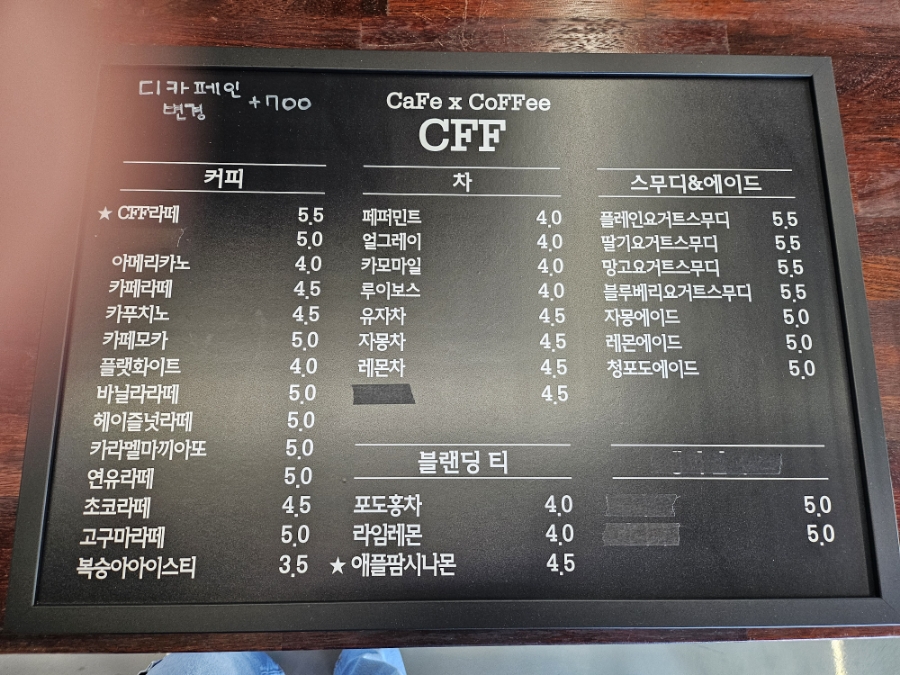 디카페인
변경 +700
CaFe x CoFFee
CFF
커피
★ CFF라떼 5.5
5.0
아메리카노 4.0
카페라떼 4.5
카푸치노 4.5
카페모카 5.0
플랫화이트 4.0
바닐라라떼 5.0
헤이즐넛라떼 5.0
카라멜마끼아또 5.0
연유라떼 5.0
초코라떼 4.5
고구마라떼 5.0
복숭아아이스티 3.5
차
페퍼민트 4.0
얼그레이 4.0
카모마일 4.0
루이보스 4.0
유자차 4.5
자몽차 4.5
레몬차 4.5
4.5
블랜딩 티
포도홍차 4.0
라임레몬 4.0
★ 애플팜시나몬 4.5
스무디&에이드
플레인요거트스무디 5.5
딸기요거트스무디 5.5
망고요거트스무디 5.5
블루베리요거트스무디 5.5
자몽에이드 5.0
레몬에이드 5.0
청포도에이드 5.0
5.0
5.0